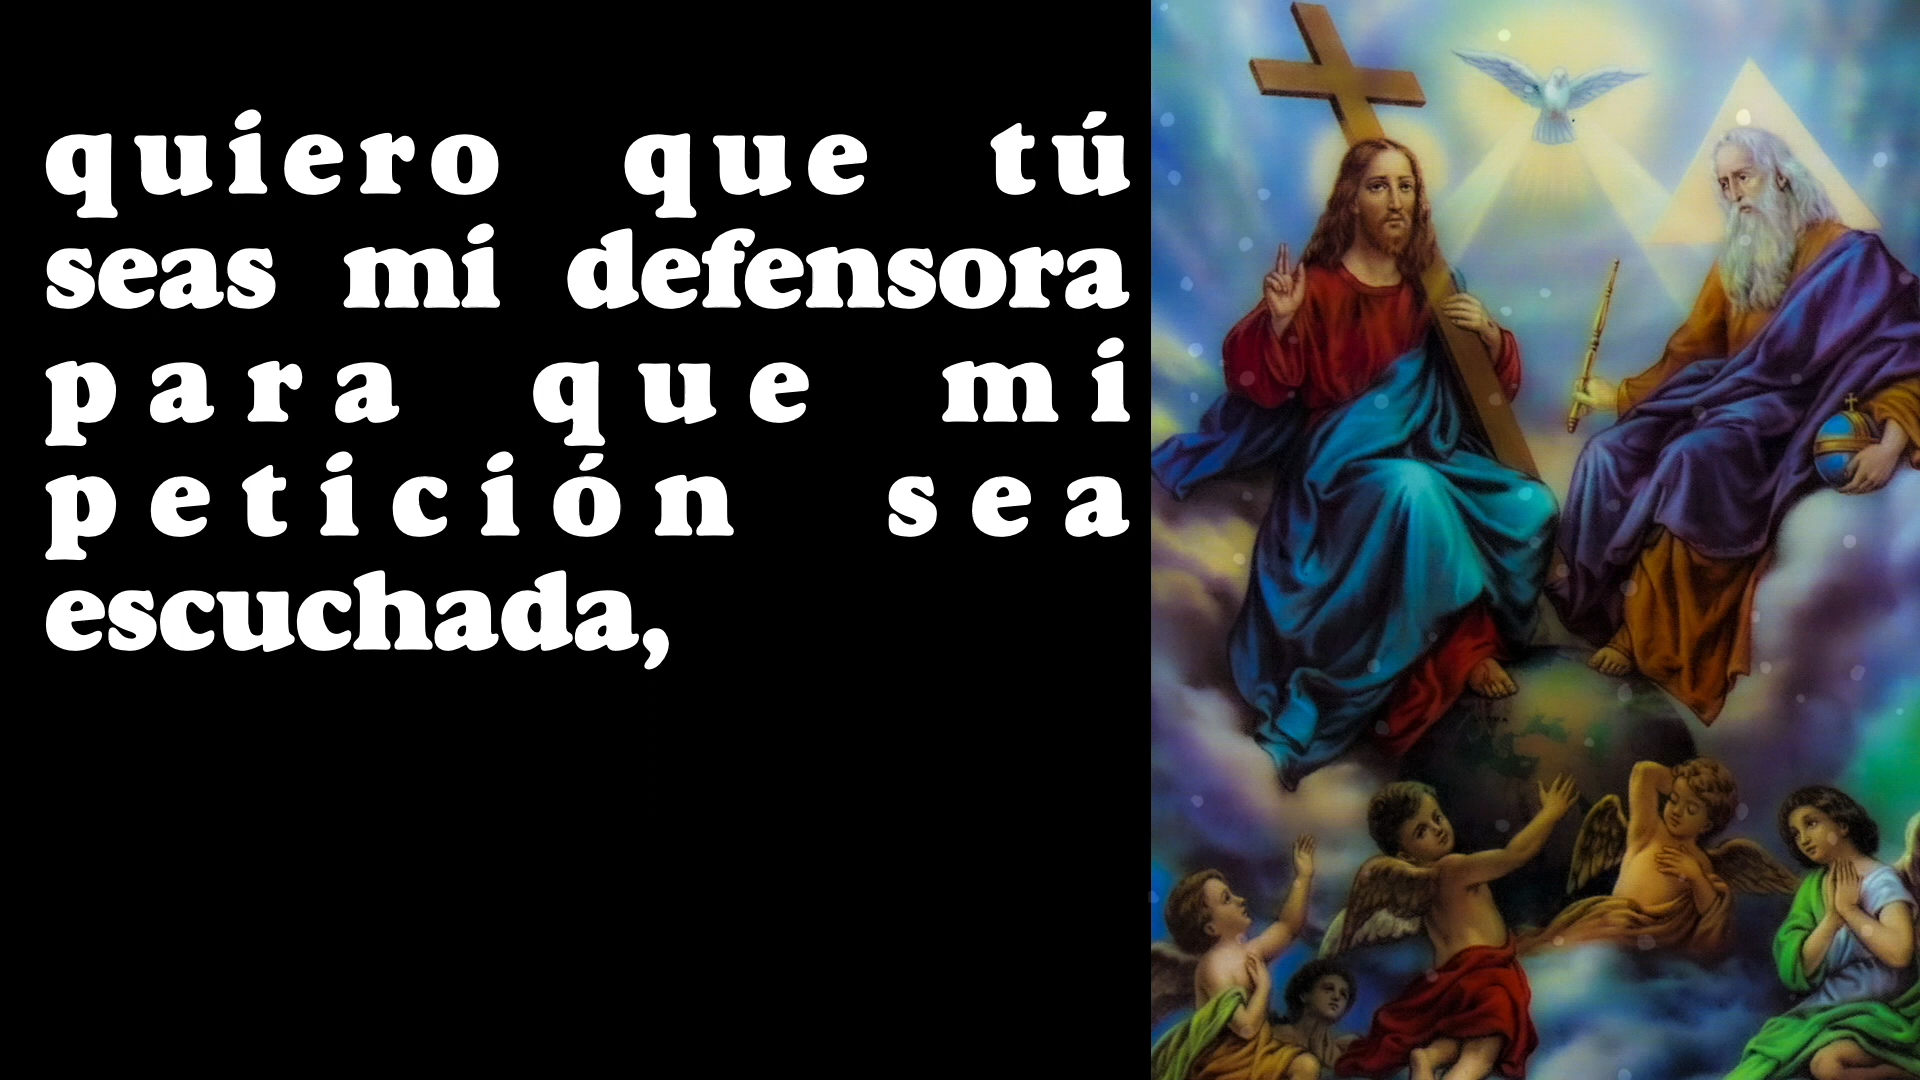 quiero que tú
seas mi defensora
para que mi
petición sea
escuchada,